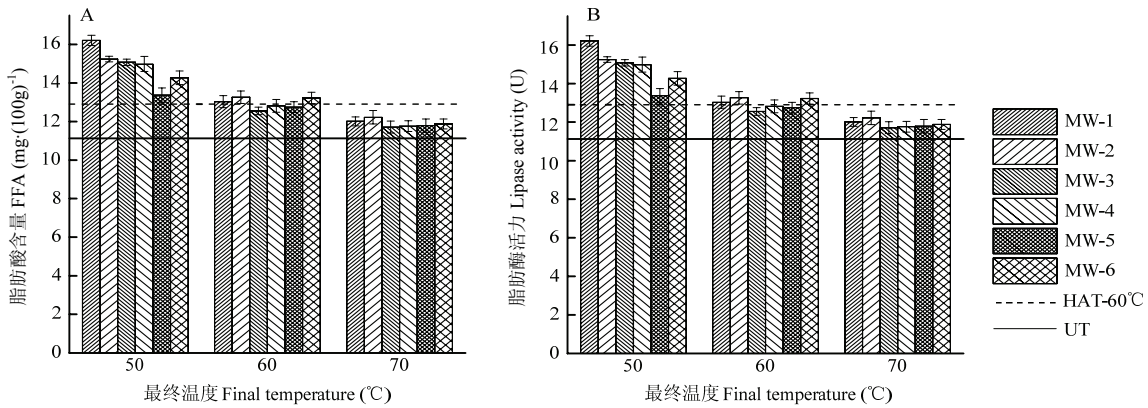 A
16
14
12
10
8
6
4
2
0
脂肪酸含量 FFA (mg·(100g)-1)
50 60 70
最终温度 Final temperature (℃)
B
16
14
12
10
8
6
4
2
0
脂肪酶活力 Lipase activity (U)
50 60 70
最终温度 Final temperature (℃)
MW-1
MW-2
MW-3
MW-4
MW-5
MW-6
HAT-60℃
UT